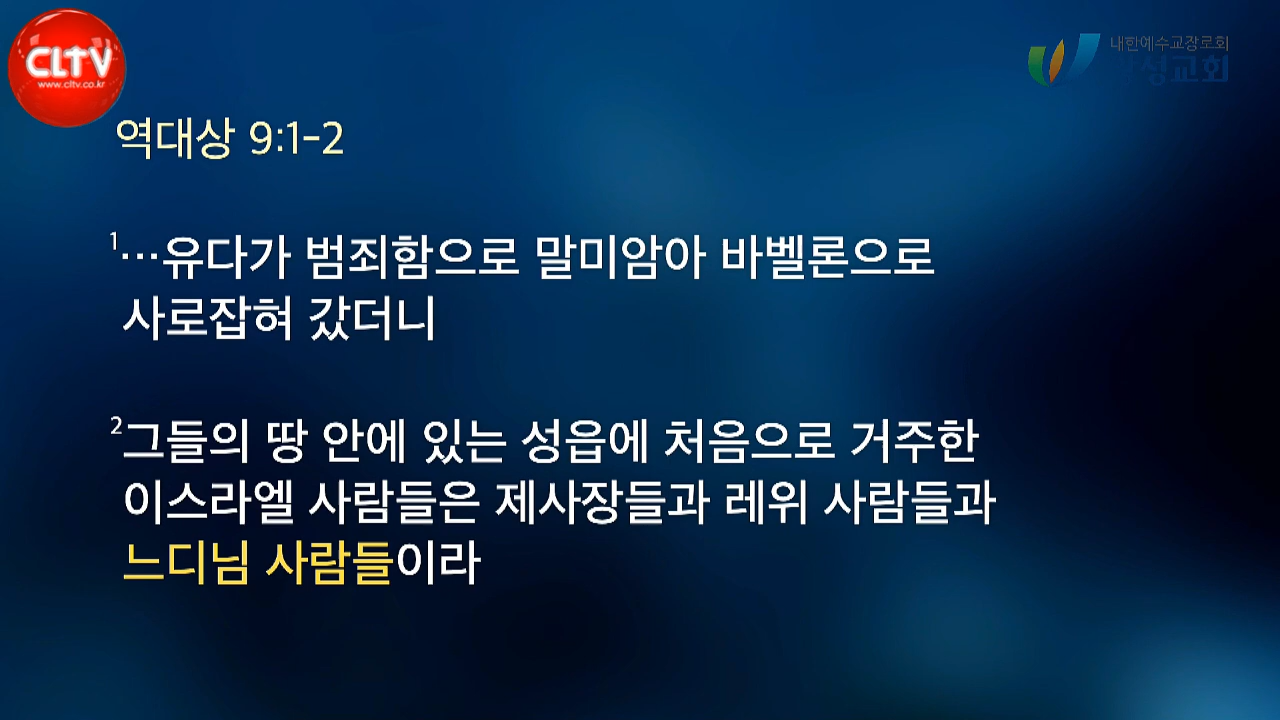 CLTV
www.cltv.co.kr
대한예수교장로회
역대상 9:1-2
1…유다가 범죄함으로 말미암아 바벨론으로
사로잡혀 갔더니
2그들의 땅 안에 있는 성읍에 처음으로 거주한
이스라엘 사람들은 제사장들과 레위 사람들과
느디님 사람들이라